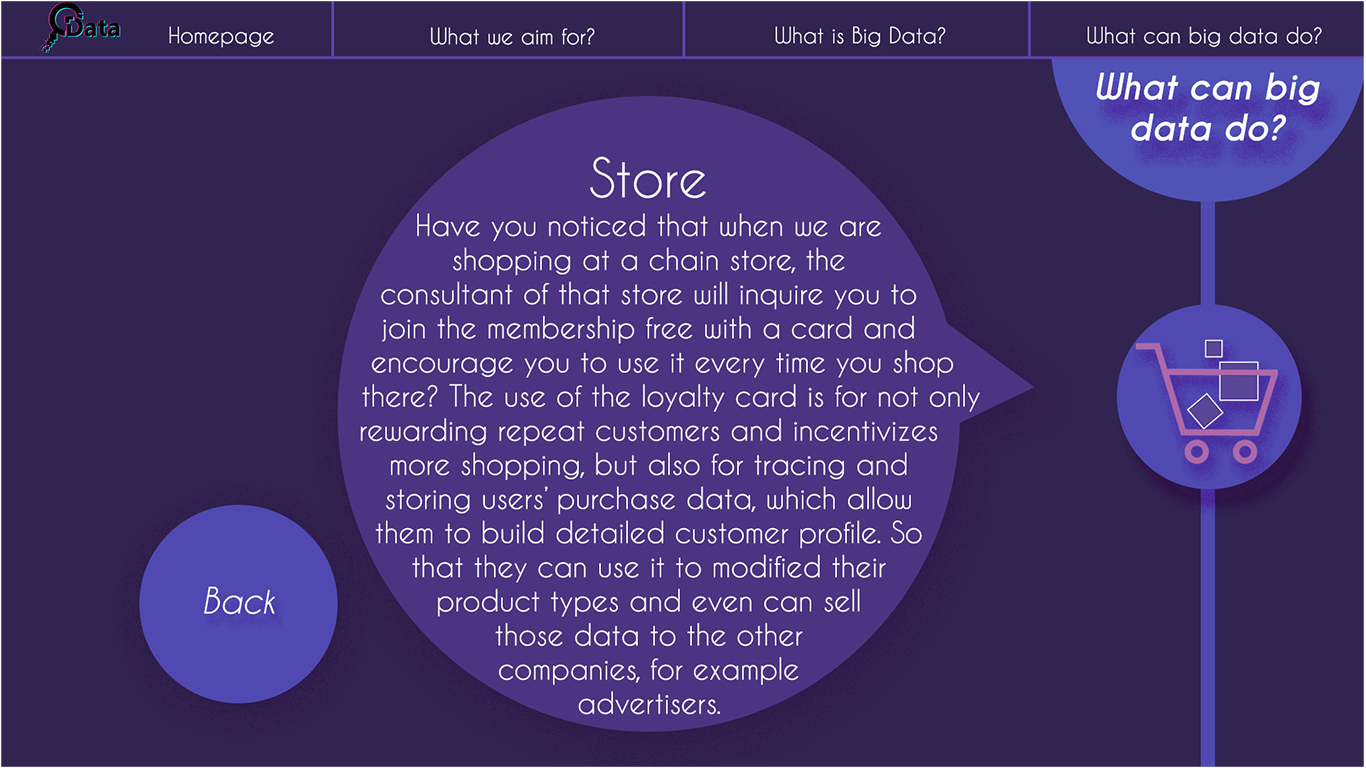 Data
Homepage
What we aim for?
What is Big Data?
What can big data do?
What can big
data do?
Store
Have you noticed that when we are
shopping at a chain store, the
consultant of that store will inquire you to
join the membership free with a card and
encourage you to use it every time you shop
there? The use of the loyalty card is for not only
rewarding repeat customers and incentivizes
more shopping, but also for tracing and
storing users' purchase data, which allow
them to build detailed customer profile. So
that they can use it to modified their
product types and even can sell
those data to the other
companies, for example
advertisers.
Back